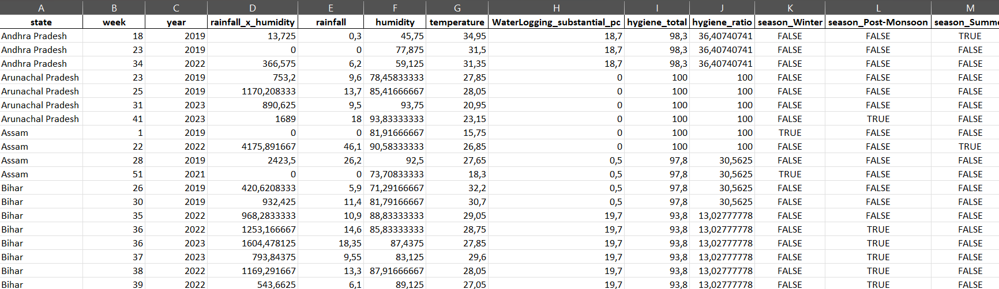 A B C D E F G H I J K L M
state week year rainfall_x_humidity rainfall humidity temperature WaterLogging_substantial_pc hygiene_total hygiene_ratio season_Winter season_Post-Monsoon season_Summe
Andhra Pradesh 18 2019 13,725 0,3 45,75 34,95 18,7 98,3 36,40740741 FALSE FALSE TRUE
Andhra Pradesh 23 2019 0 0 77,875 31,5 18,7 98,3 36,40740741 FALSE FALSE FALSE
Andhra Pradesh 34 2022 366,575 6,2 59,125 31,35 18,7 98,3 36,40740741 FALSE FALSE FALSE
Arunachal Pradesh 23 2019 753,2 9,6 78,45833333 27,85 0 100 100 FALSE FALSE FALSE
Arunachal Pradesh 25 2019 1170,208333 13,7 85,41666667 28,05 0 100 100 FALSE FALSE FALSE
Arunachal Pradesh 31 2023 890,625 9,5 93,75 20,95 0 100 100 FALSE FALSE FALSE
Arunachal Pradesh 41 2023 1689 18 93,83333333 23,15 0 100 100 FALSE TRUE FALSE
Assam 1 2019 0 0 81,91666667 15,75 0 100 100 TRUE FALSE FALSE
Assam 22 2022 4175,891667 46,1 90,58333333 26,85 0 100 100 FALSE FALSE TRUE
Assam 28 2019 2423,5 26,2 92,5 27,65 0,5 97,8 30,5625 FALSE FALSE FALSE
Assam 51 2021 0 0 73,70833333 18,3 0,5 97,8 30,5625 TRUE FALSE FALSE
Bihar 26 2019 420,6208333 5,9 71,29166667 32,2 0,5 97,8 30,5625 FALSE FALSE FALSE
Bihar 30 2019 932,425 11,4 81,79166667 30,7 0,5 97,8 30,5625 FALSE FALSE FALSE
Bihar 35 2022 968,2833333 10,9 88,83333333 29,05 19,7 93,8 13,02777778 FALSE FALSE FALSE
Bihar 36 2022 1253,166667 14,6 85,83333333 28,75 19,7 93,8 13,02777778 FALSE TRUE FALSE
Bihar 36 2023 1604,478125 18,35 87,4375 27,85 19,7 93,8 13,02777778 FALSE TRUE FALSE
Bihar 37 2023 793,84375 9,55 83,125 29,6 19,7 93,8 13,02777778 FALSE TRUE FALSE
Bihar 38 2022 1169,291667 13,3 87,91666667 28,05 19,7 93,8 13,02777778 FALSE TRUE FALSE
Bihar 39 2022 543,6625 6,1 89,125 27,05 19,7 93,8 13,02777778 FALSE TRUE FALSE